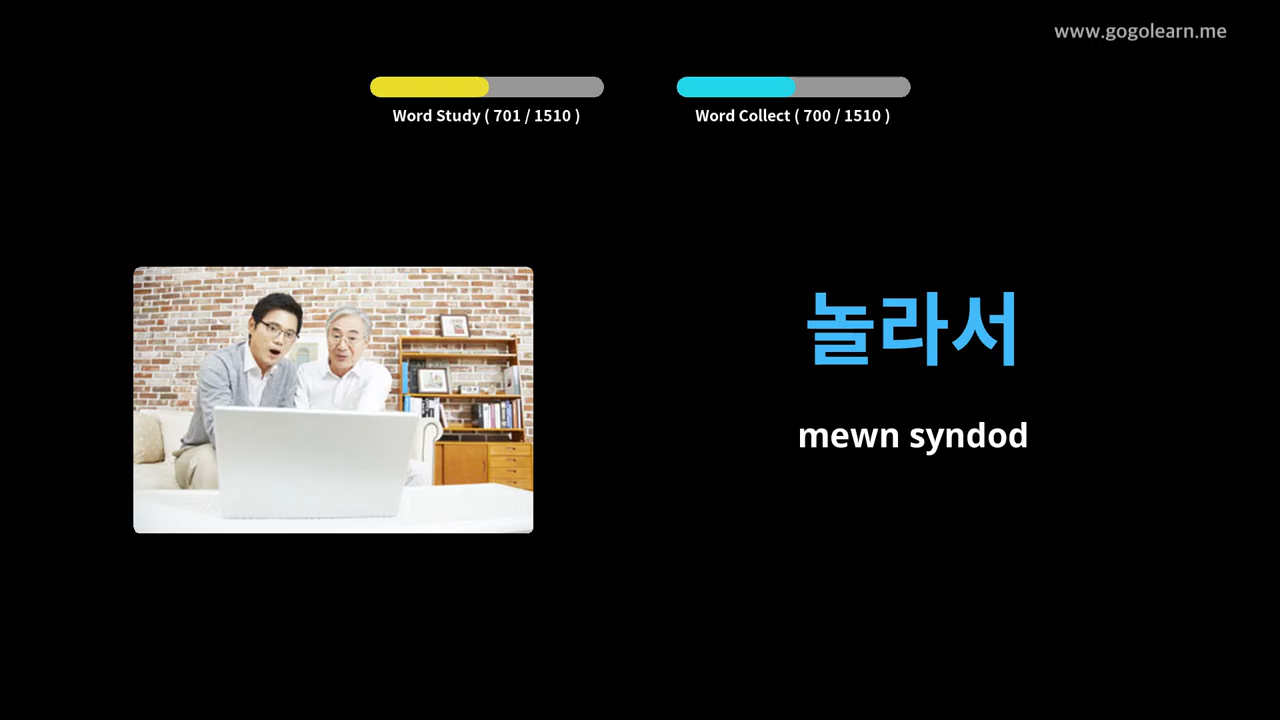 www.gogolearn.me
Word Study ( 701 / 1510 )
Word Collect ( 700 / 1510 )
놀라서
mewn syndod